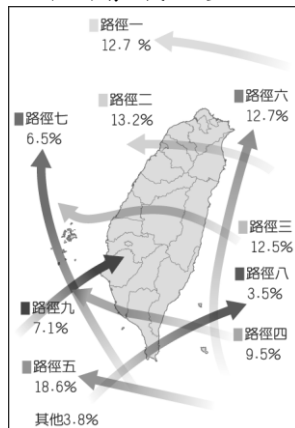 路徑一
12.7 %
路徑二
13.2%
路徑六
12.7%
路徑七
6.5%
路徑三
12.5%
路徑八
3.5%
路徑九
7.1%
路徑四
9.5%
路徑五
18.6%
其他3.8%